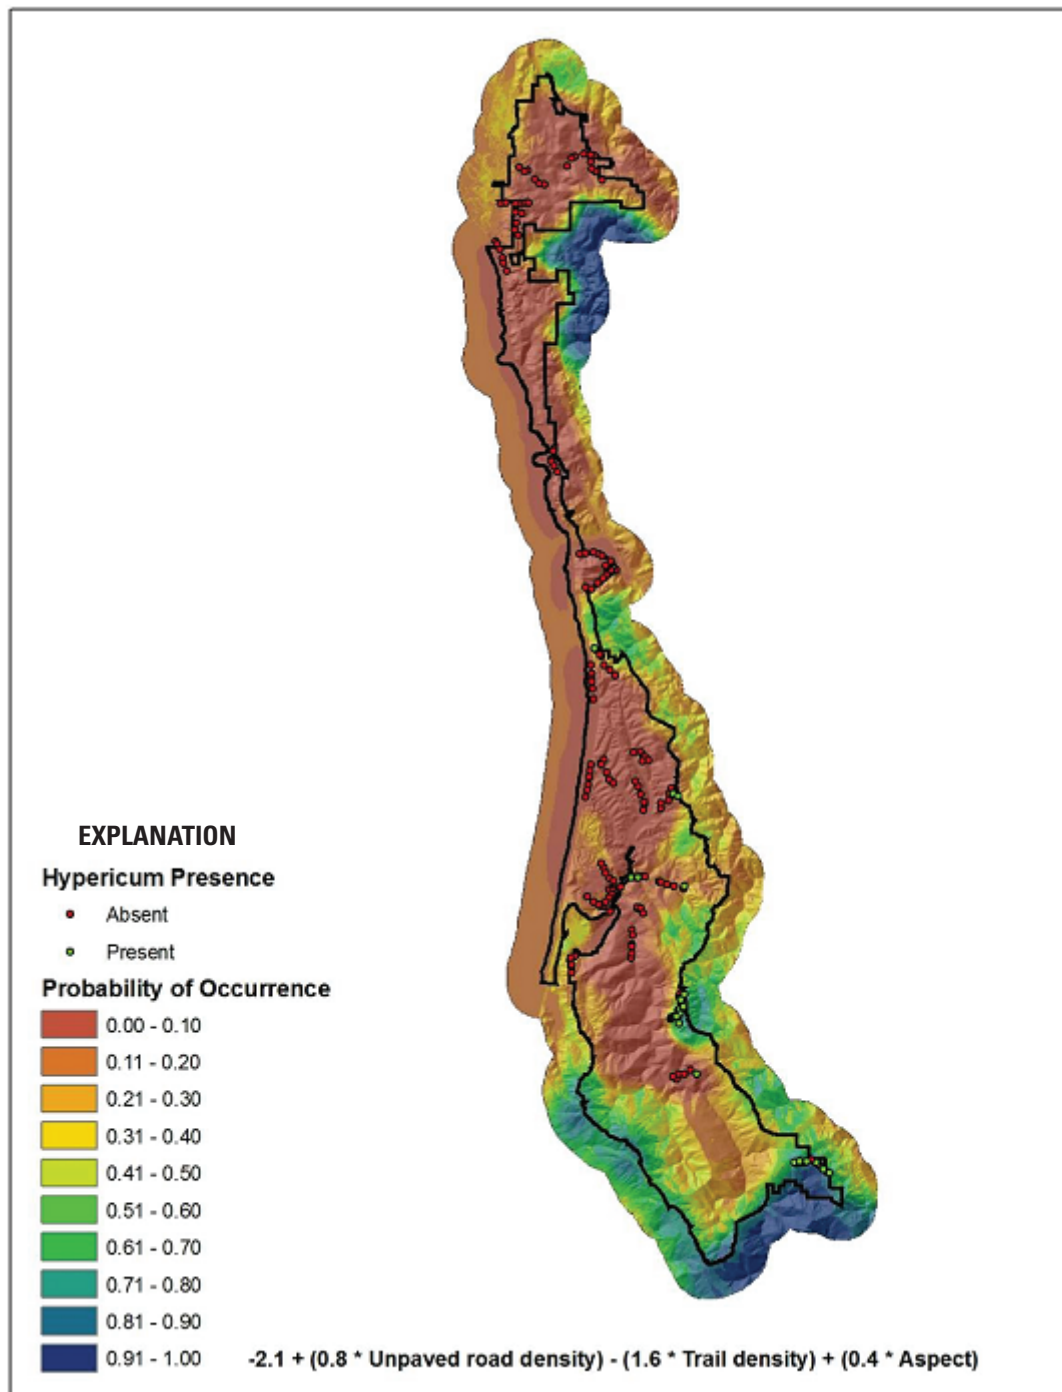 EXPLANATION
Hypericum Presence
Absent
Present
Probability of Occurrence
0.00 - 0.10
0.11 - 0.20
0.21 - 0.30
0.31 - 0.40
0.41 - 0.50
0.51 - 0.60
0.61 - 0.70
0.71 - 0.80
0.81 - 0.90
0.91 - 1.00
-2.1 + (0.8 * Unpaved road density) - (1.6 * Trail density) + (0.4 * Aspect)